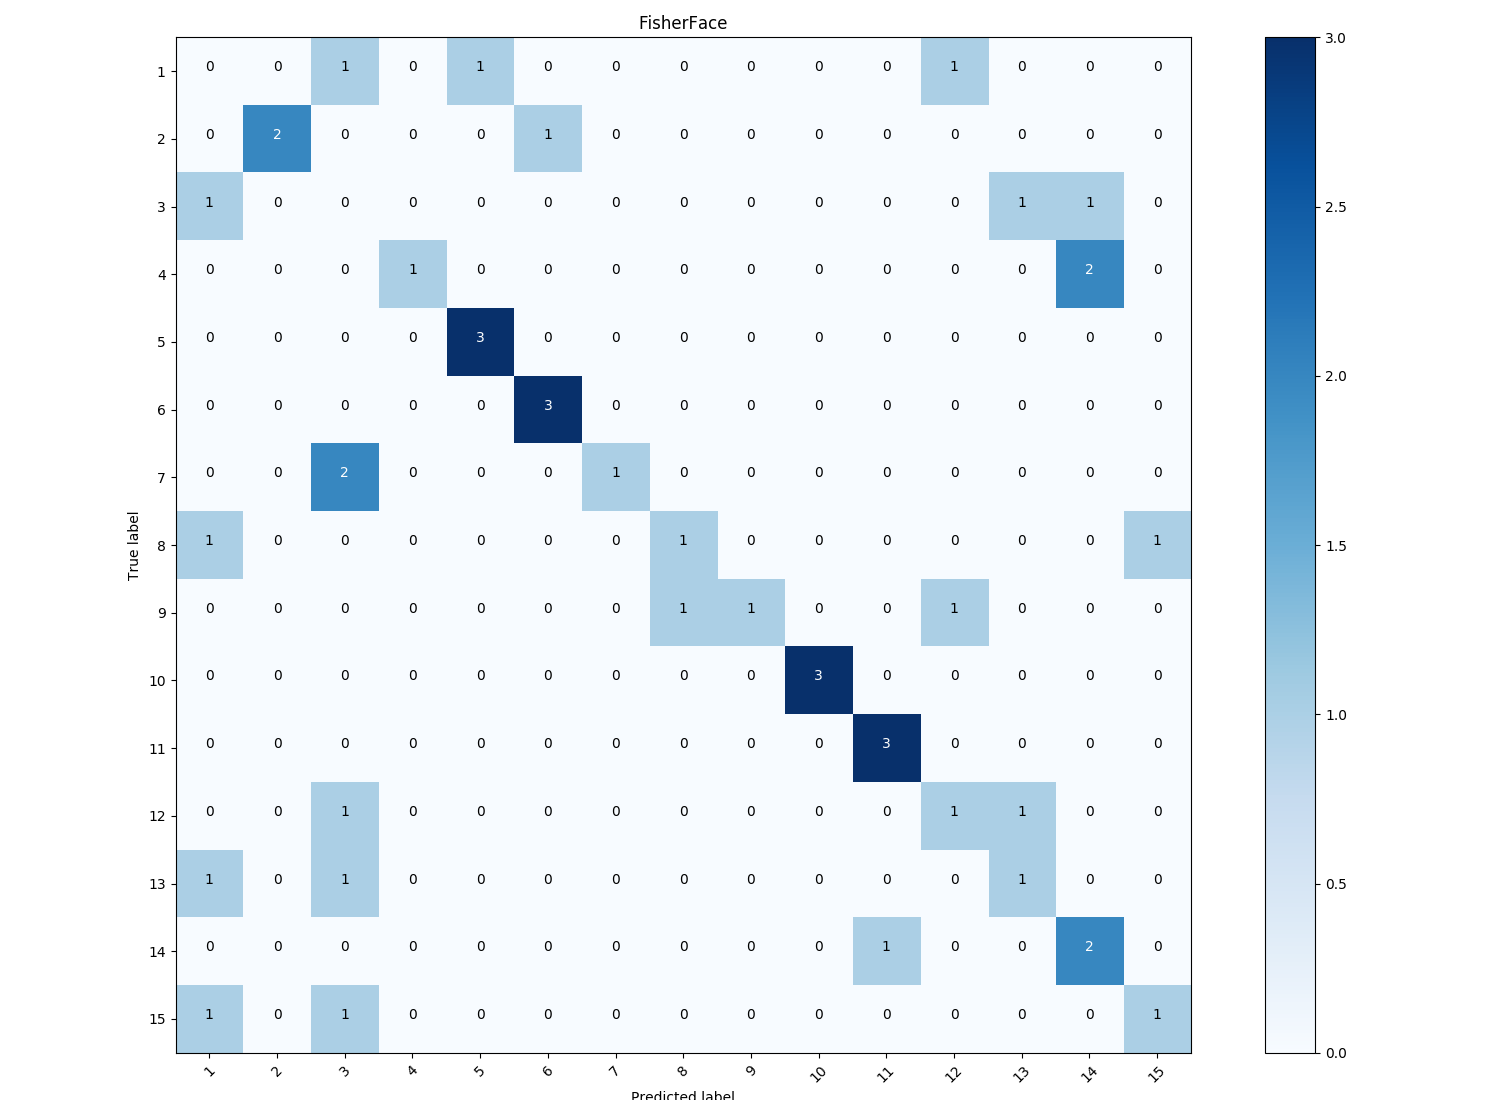 FisherFace
1 0 0 1 0 1 0 0 0 0 0 0 1 0 0 0
2 0 2 0 0 0 1 0 0 0 0 0 0 0 0 0
3 1 0 0 0 0 0 0 0 0 0 0 0 1 1 0
4 0 0 0 1 0 0 0 0 0 0 0 0 0 2 0
5 0 0 0 0 3 0 0 0 0 0 0 0 0 0 0
6 0 0 0 0 0 3 0 0 0 0 0 0 0 0 0
7 0 0 2 0 0 0 1 0 0 0 0 0 0 0 0
8 1 0 0 0 0 0 0 1 0 0 0 0 0 0 1
9 0 0 0 0 0 0 0 1 1 0 0 1 0 0 0
10 0 0 0 0 0 0 0 0 0 3 0 0 0 0 0
11 0 0 0 0 0 0 0 0 0 0 3 0 0 0 0
12 0 0 1 0 0 0 0 0 0 0 0 1 1 0 0
13 1 0 1 0 0 0 0 0 0 0 0 0 1 0 0
14 0 0 0 0 0 0 0 0 0 0 1 0 0 2 0
15 1 0 1 0 0 0 0 0 0 0 0 0 0 0 1
1 2 3 4 5 6 7 8 9 10 11 12 13 14 15
True label
Predicted label
3.0
2.5
2.0
1.5
1.0
0.5
0.0